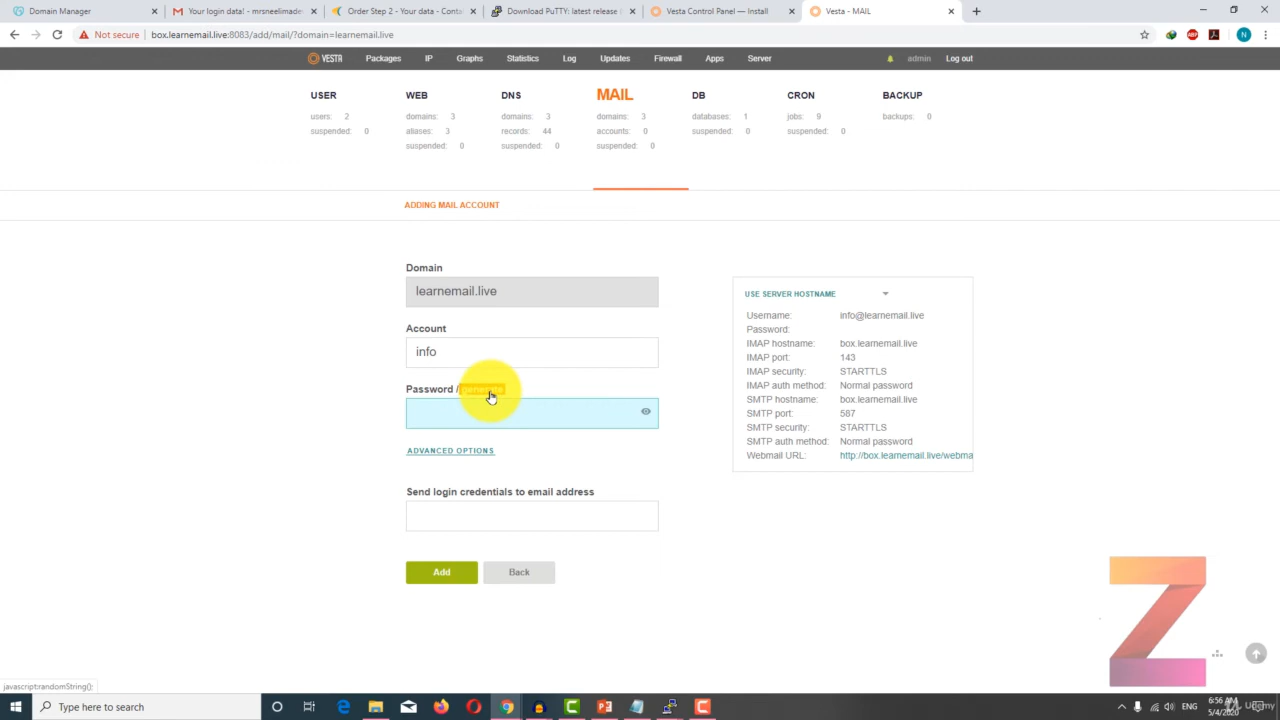 Domain Manager
Your login data! - mrsneelimade
Order Step 2 - Your data - Conta
Download PuTTY: latest release
Vesta Control Panel — Install
Vesta - MAIL
Not secure
box.learnemail.live:8083/add/mail/?domain=learnemail.live
ABP
N
VESTA
Packages
IP
Graphs
Statistics
Log
Updates
Firewall
Apps
Server
admin
Log out
USER
WEB
DNS
MAIL
DB
CRON
BACKUP
users: 2
domains: 3
domains: 3
domains: 3
databases: 1
jobs: 9
backups: 0
suspended: 0
aliases: 3
records: 44
accounts: 0
suspended: 0
suspended: 0
suspended: 0
suspended: 0
suspended: 0
ADDING MAIL ACCOUNT
Domain
learnemail.live
Account
info
Password / generate
ADVANCED OPTIONS
Send login credentials to email address
Add
Back
USE SERVER HOSTNAME
Username: info@learnemail.live
Password:
IMAP hostname: box.learnemail.live
IMAP port: 143
IMAP security: STARTTLS
IMAP auth method: Normal password
SMTP hostname: box.learnemail.live
SMTP port: 587
SMTP security: STARTTLS
SMTP auth method: Normal password
Webmail URL: http://box.learnemail.live/webma
Z
javascript:randomString();
Type here to search
ENG
6:56 AM
5/4/2020
Udemy